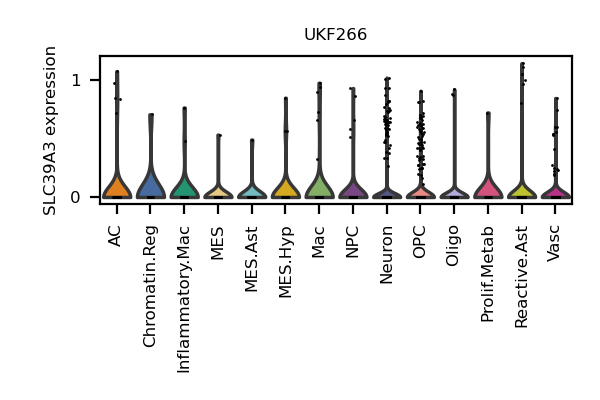 UKF266
SLC39A3 expression
1
0
AC
Chromatin.Reg
Inflammatory.Mac
MES
MES.Ast
MES.Hyp
Mac
NPC
Neuron
OPC
Oligo
Prolif.Metab
Reactive.Ast
Vasc